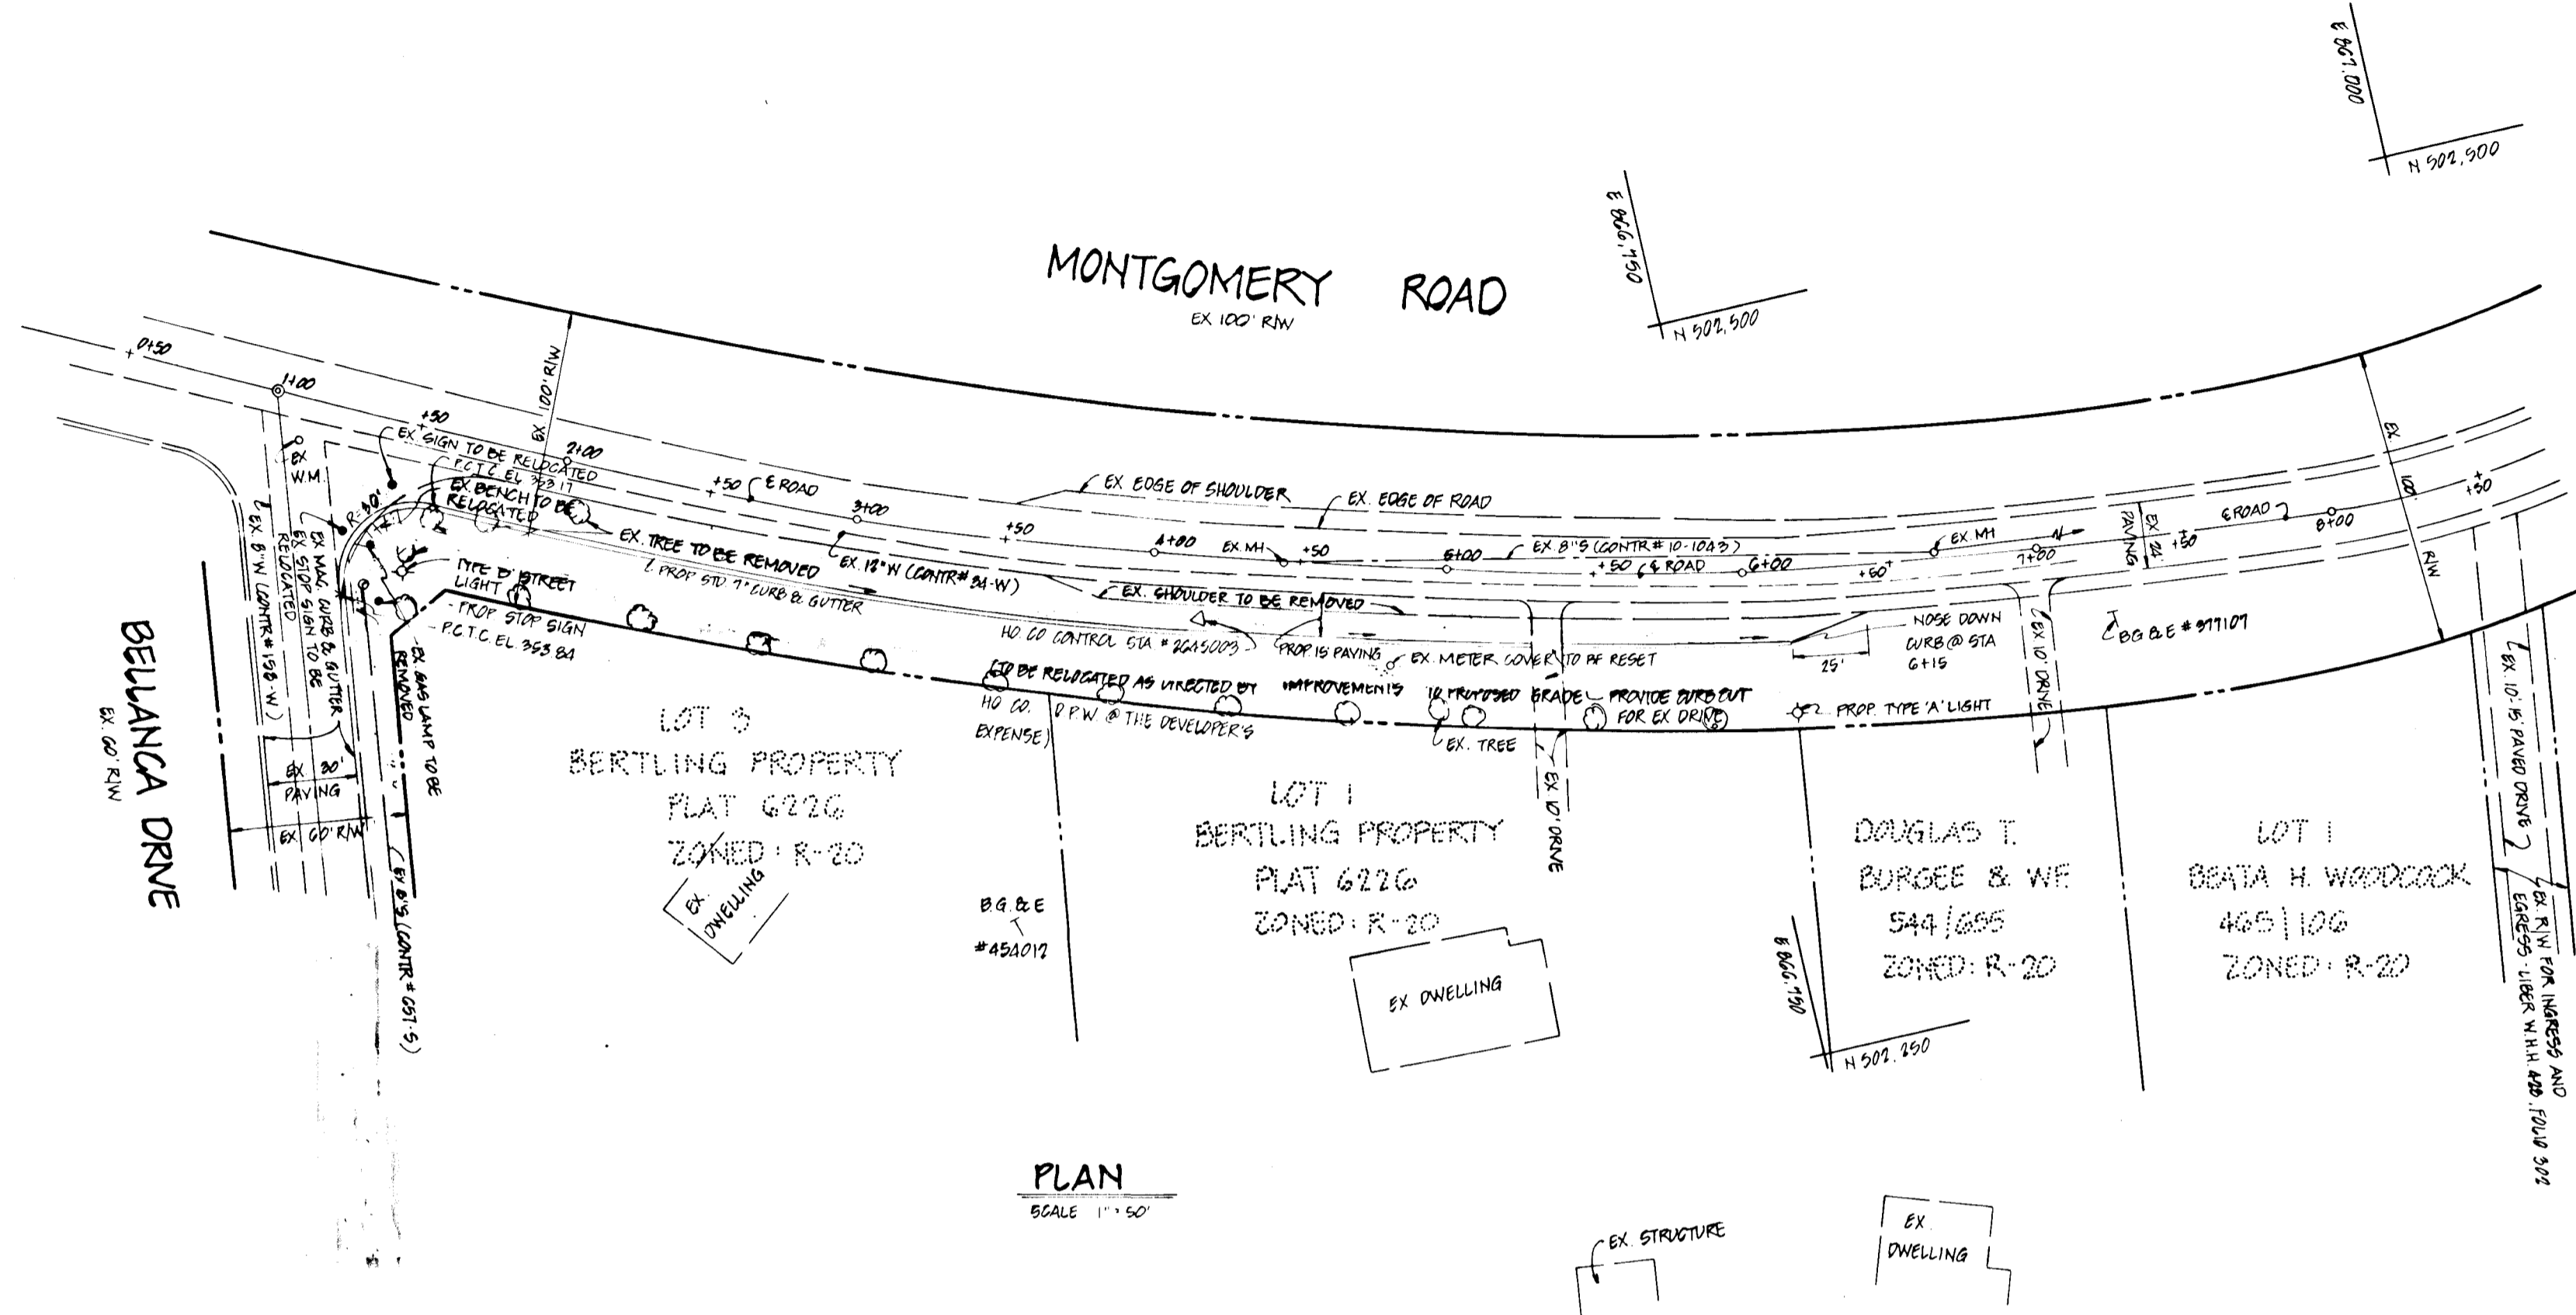 E 867,000
N 502,500
E 866,750
N 502,500
MONTGOMERY ROAD
EX 100' R/W
EX. 100' R/W
0+50
1+00
+50
2+00
+50
℄ ROAD
3+00
+50
4+00
EX. MH
+50
5+00
EX. 8"S (CONTR# 10-1043)
+50
℄ ROAD
6+00
+50
EX. MH
N
7+00
+50
℄ ROAD
8+00
+50
EX 24'
PAVING
EX 100' R/W
EX SIGN TO BE RELOCATED
P.C.T.C. EL 353 17
EX. BENCH TO BE
RELOCATED
EX
W.M.
R=30'
EX. TREE TO BE REMOVED
EX. 12"W (CONTR# 34-W)
PROP STD 7" CURB & GUTTER
EX EDGE OF SHOULDER
EX. EDGE OF ROAD
EX. SHOULDER TO BE REMOVED
HO. CO CONTROL STA # 2645003
PROP. 15 PAVING
EX. METER COVER TO BE RESET
(TO BE RELOCATED AS DIRECTED BY
HO CO. D.P.W. @ THE DEVELOPER'S
EXPENSE)
IMPROVEMENTS TO PROPOSED GRADE - PROVIDE CURB CUT
FOR EX DRIVE
EX. TREE
NOSE DOWN
CURB @ STA
6+15
25'
PROP. TYPE 'A' LIGHT
BG & E # 377107
EX 10' DRIVE
EX 10' DRIVE
EX. 10' PAVED DRIVE
EX. R/W FOR INGRESS AND
EGRESS - LIBER W.H.H. FOLIO 302
TYPE 'D' STREET
LIGHT
PROP STOP SIGN
P.C.T.C. EL. 353 84
EX. GAS LAMP TO BE
REMOVED
EX MAC. CURB & GUTTER
EX STOP SIGN TO BE
RELOCATED
EX. 8"W (CONTR# 158-W)
EX 30'
PAVING
EX 60' R/W
EX 8"S (CONTR# 657-S)
BELLANCA DRIVE
EX. 60' R/W
LOT 3
BERTLING PROPERTY
PLAT 6226
ZONED: R-20
EX.
DWELLING
B.G. & E
#454012
LOT 1
BERTLING PROPERTY
PLAT 6226
ZONED: R-20
EX DWELLING
DOUGLAS T.
BURGEE & WF.
544/655
ZONED: R-20
LOT 1
BEATA H. WOODCOCK
465/106
ZONED: R-20
E 866,750
N 502,250
PLAN
SCALE 1"=50'
EX. STRUCTURE
EX.
DWELLING